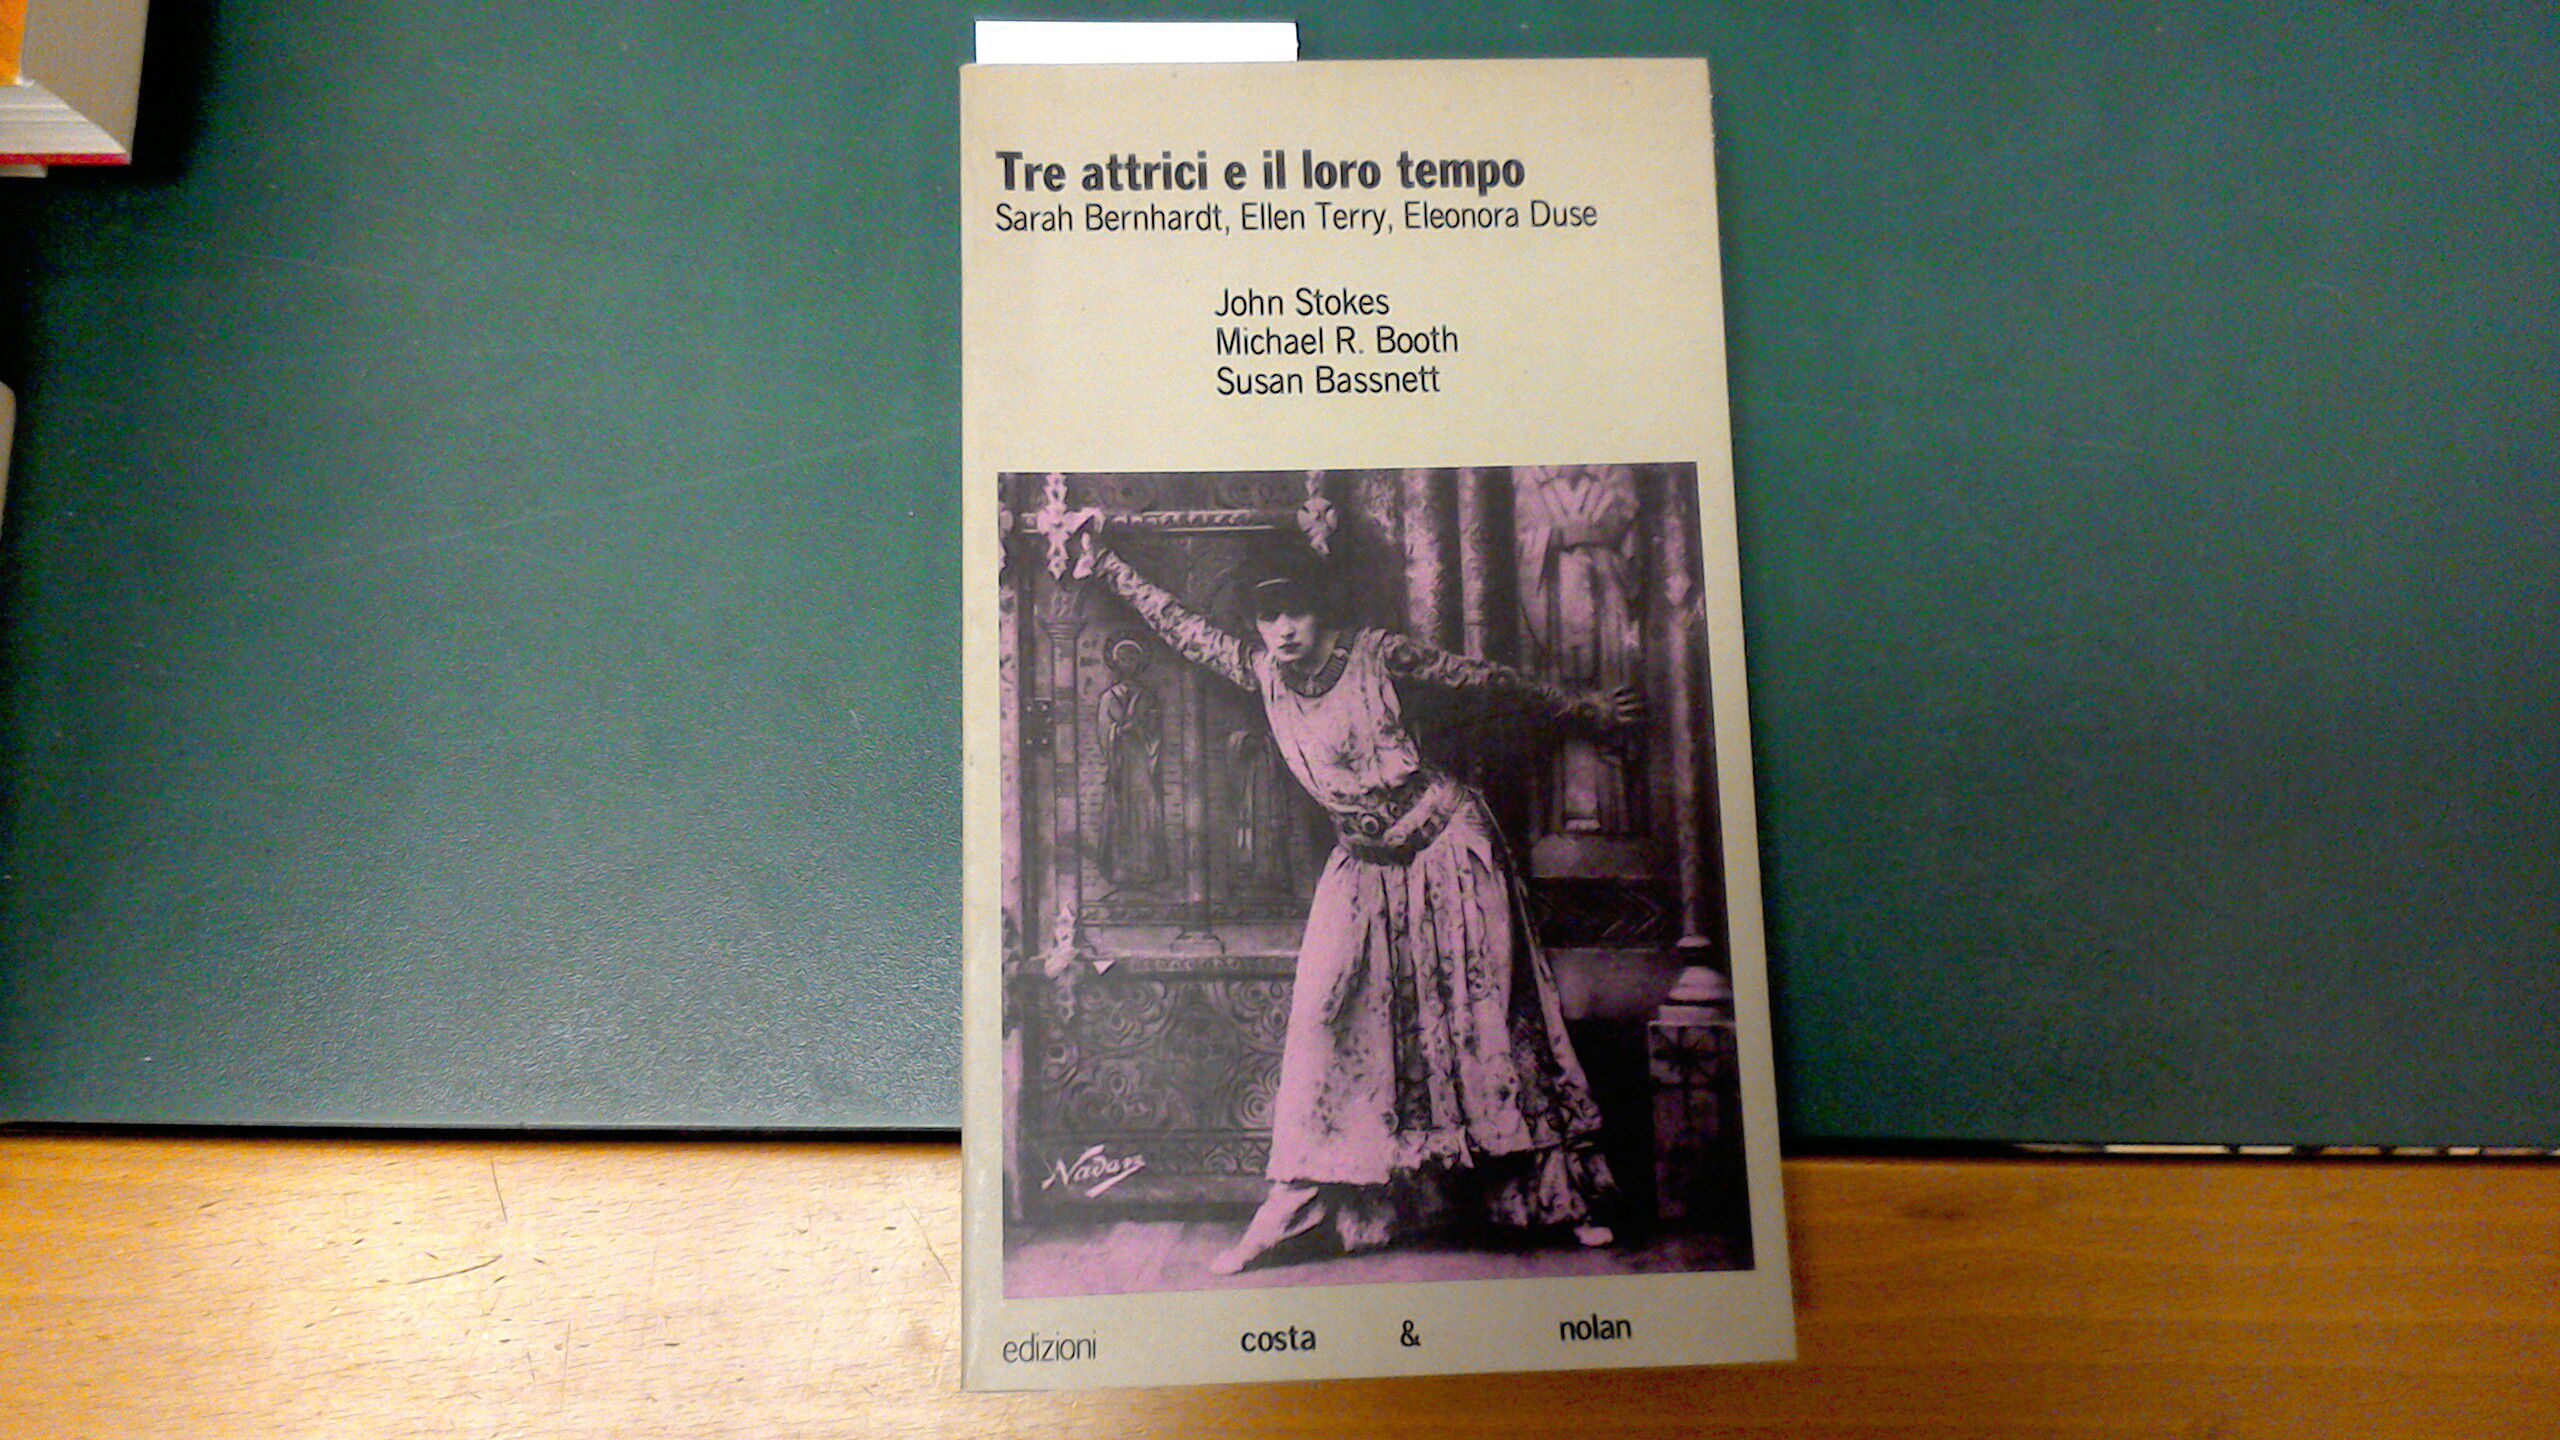 Tre attrici e il loro tempo
Sarah Bernhardt, Ellen Terry, Eleonora Duse
John Stokes
Michael R. Booth
Susan Bassnett
Nadar
edizioni costa & nolan